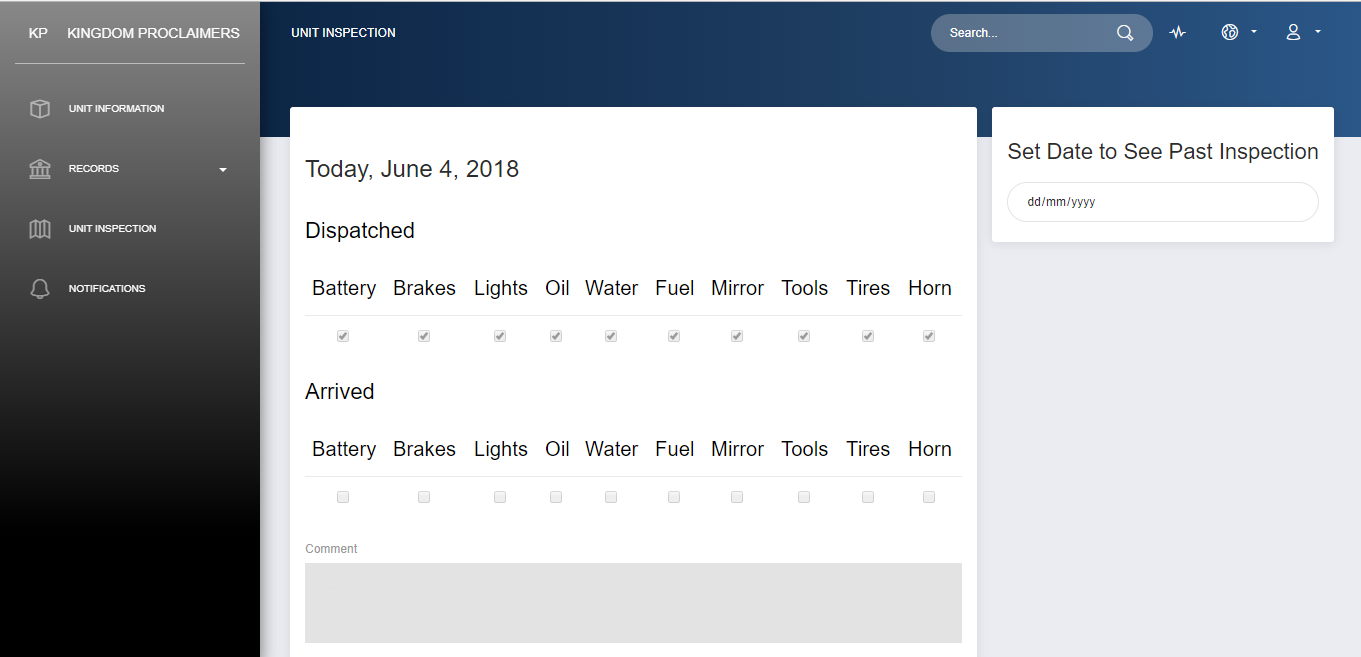 KP KINGDOM PROCLAIMERS
UNIT INFORMATION
RECORDS
UNIT INSPECTION
NOTIFICATIONS
UNIT INSPECTION
Search...
Today, June 4, 2018
Dispatched
Battery Brakes Lights Oil Water Fuel Mirror Tools Tires Horn
Arrived
Battery Brakes Lights Oil Water Fuel Mirror Tools Tires Horn
Comment
Set Date to See Past Inspection
dd/mm/yyyy